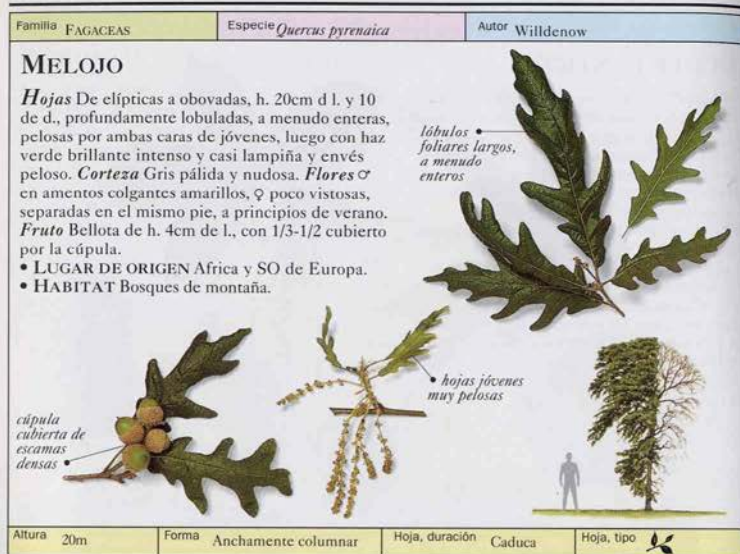 Familia FAGACEAS
Especie Quercus pyrenaica
Autor Willdenow
MELOJO
Hojas De elípticas a obovadas, h. 20cm d l. y 10
de d., profundamente lobuladas, a menudo enteras,
pelosas por ambas caras de jóvenes, luego con haz
verde brillante intenso y casi lampiña y envés
peloso. Corteza Gris pálida y nudosa. Flores ♂
en amentos colgantes amarillos, ♀ poco vistosas,
separadas en el mismo pie, a principios de verano.
Fruto Bellota de h. 4cm de l., con 1/3-1/2 cubierto
por la cúpula.
• LUGAR DE ORIGEN Africa y SO de Europa.
• HABITAT Bosques de montaña.
lóbulos
foliares largos,
a menudo
enteros
hojas jóvenes
muy pelosas
cúpula
cubierta de
escamas
densas
Altura 20m
Forma Anchamente columnar
Hoja, duración Caduca
Hoja, tipo